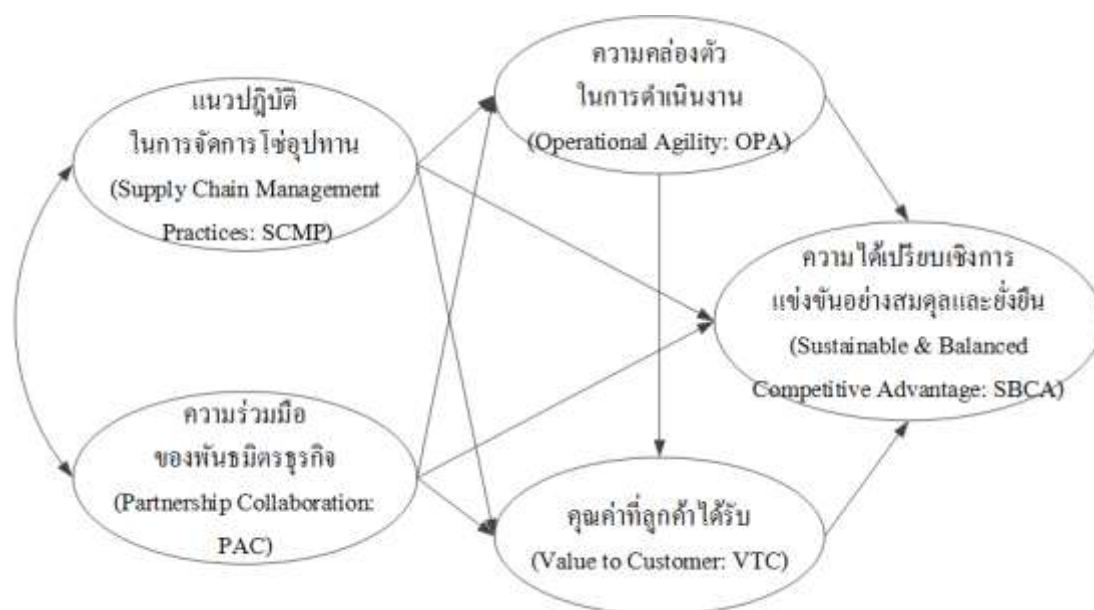 แนวปฏิบัติ
ในการจัดการโซ่อุปทาน
(Supply Chain Management
Practices: SCMP)
ความร่วมมือ
ของพันธมิตรธุรกิจ
(Partnership Collaboration:
PAC)
ความคล่องตัว
ในการดำเนินงาน
(Operational Agility: OPA)
คุณค่าที่ลูกค้าได้รับ
(Value to Customer: VTC)
ความได้เปรียบเชิงการ
แข่งขันอย่างสมดุลและยั่งยืน
(Sustainable & Balanced
Competitive Advantage: SBCA)